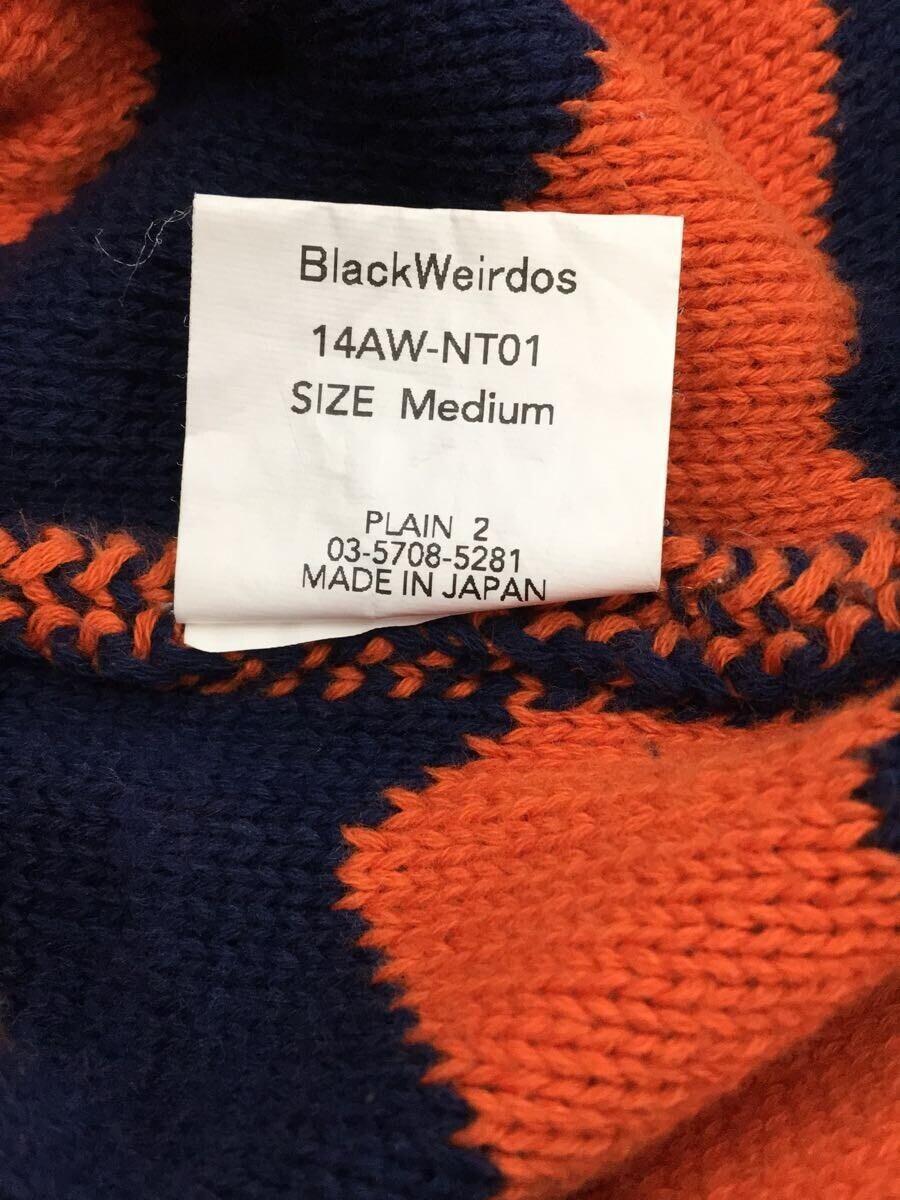 BlackWeirdos
14AW-NT01
SIZE Medium
PLAIN 2
03-5708-5281
MADE IN JAPAN